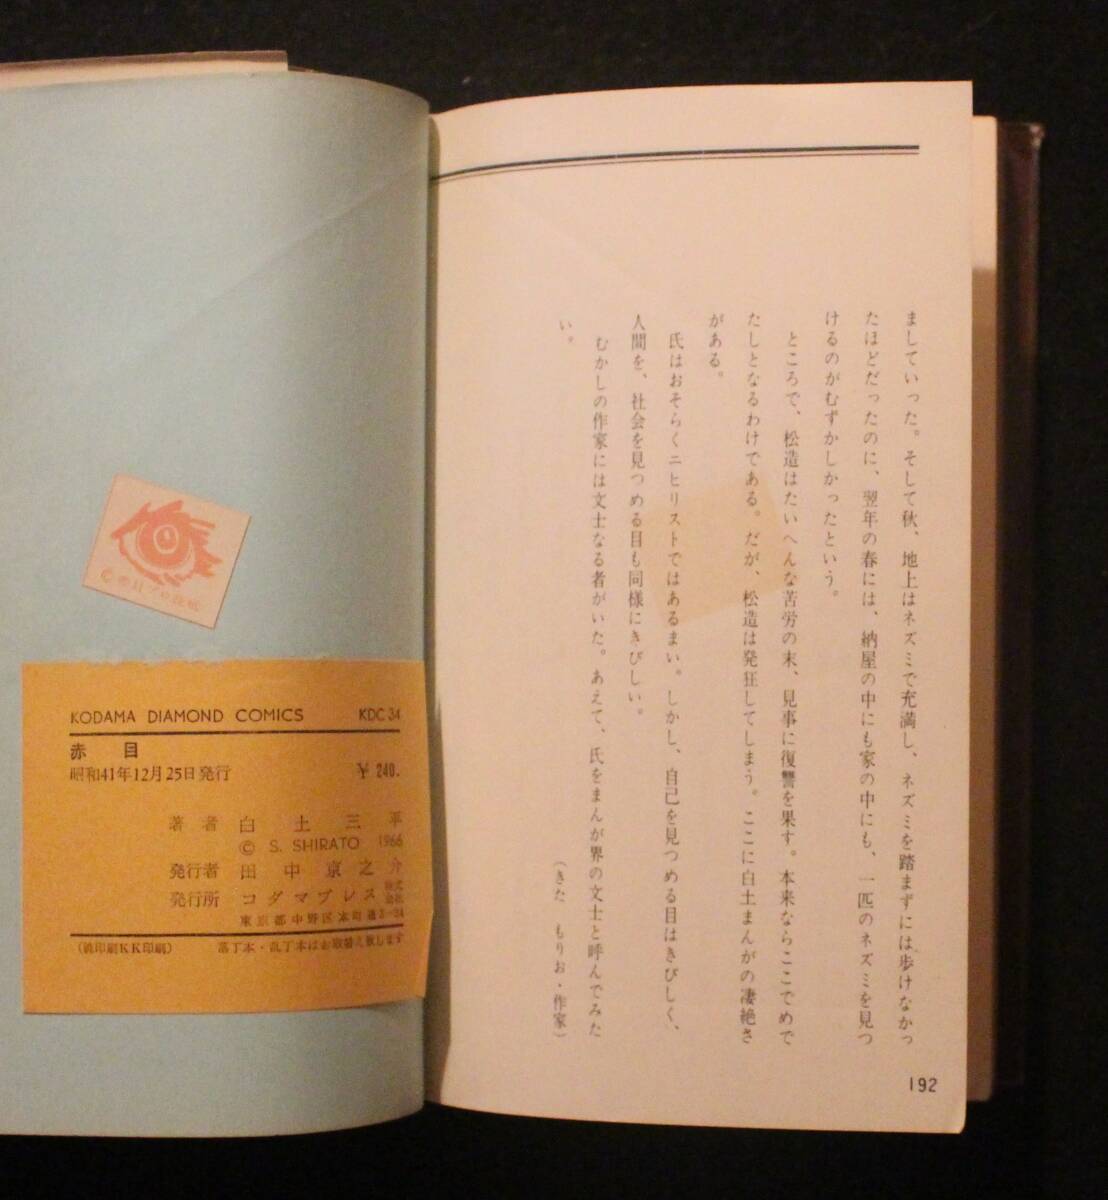 ましていった。そして秋、地上はネズミで充満し、ネズミを踏まずには歩けなかっ
たほどだったのに、翌年の春には、納屋の中にも家の中にも、一匹のネズミを見つ
けるのがむずかしかったという。
ところで、松造はたいへんな苦労の末、見事に復讐を果す。本来ならここでめで
たしとなるわけである。だが、松造は発狂してしまう。ここに白土まんがの凄絶さ
がある。
氏はおそらくニヒリストではあるまい。しかし、自己を見つめる目はきびしく、
人間を、社会を見つめる目も同様にきびしい。
むかしの作家には文士なる者がいた。あえて、氏をまんが界の文士と呼んでみた
い。
（きた もりお・作家）
192
KODAMA DIAMOND COMICS KDC 34
赤 目
昭和41年12月25日発行 ¥ 240.
著 者 白 土 三 平
© S. SHIRATO 1966
発行者 田中京之介
発行所 コダマプレス 株式会社
東京都中野区本町通3−24
KK印刷） 落丁本・乱丁本はお取替え致します